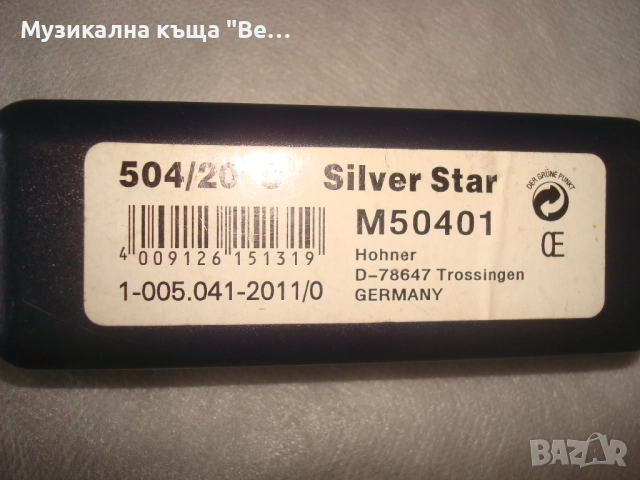 Музикална къща "Ве...
504/20 C Silver Star
4 009126 151319
1-005.041-2011/0
M50401
Hohner
D-78647 Trossingen
GERMANY
DER GRÜNE PUNKT
CE
BAZAR